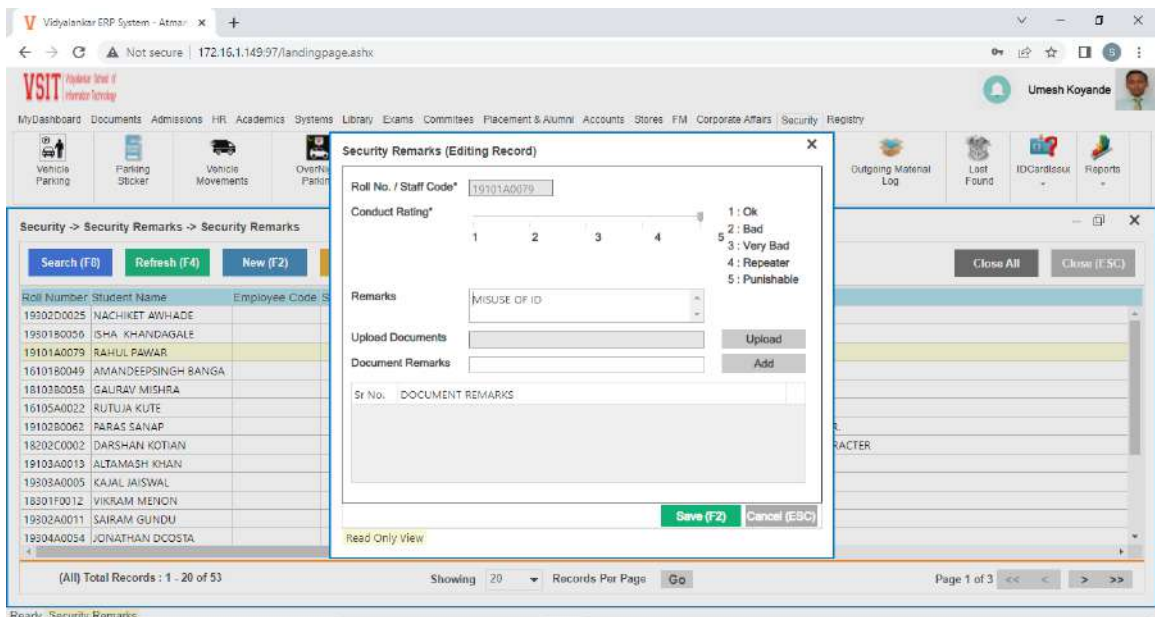 Vidyalankar ERP System - Atmar
Not secure 172.16.1.149:97/landingpage.ashx
S
VSIT Vidyalankar School of
Information Technology
Umesh Koyande
MyDashboard Documents Admissions HR Academics Systems Library Exams Commitees Placement & Alumni Accounts Stores FM Corporate Affairs Security Registry
Vehicle Parking
Parking Sticker
Vehicle Movements
Outgoing Material Log
Lost Found
IDCardissue
Reports
Security Remarks (Editing Record)
Roll No. / Staff Code* 19101A0079
Conduct Rating*
1 2 3 4 5
1 : Ok
2 : Bad
3 : Very Bad
4 : Repeater
5 : Punishable
Remarks MISUSE OF ID
Upload Documents Upload
Document Remarks Add
Sr No. DOCUMENT REMARKS
Save (F2) Cancel (ESC)
Read Only View
Security -> Security Remarks -> Security Remarks
Search (F8) Refresh (F4) New (F2) Close All Close (ESC)
Roll Number Student Name Employee Code S
19302D0025 NACHIKET AWHADE
19301B0056 ISHA KHANDAGALE
19101A0079 RAHUL PAWAR
16101B0049 AMANDEEPSINGH BANGA
18103B0058 GAURAV MISHRA
16105A0022 RUTUJA KUTE
19102B0062 PARAS SANAP R.
18202C0002 DARSHAN KOTIAN RACTER
19103A0013 ALTAMASH KHAN
19303A0005 KAJAL JAISWAL
18301F0012 VIKRAM MENON
19302A0011 SAIRAM GUNDU
19304A0054 JONATHAN DCOSTA
(All) Total Records : 1 - 20 of 53 Showing 20 Records Per Page Go Page 1 of 3 << < > >>
Ready Security Remarks